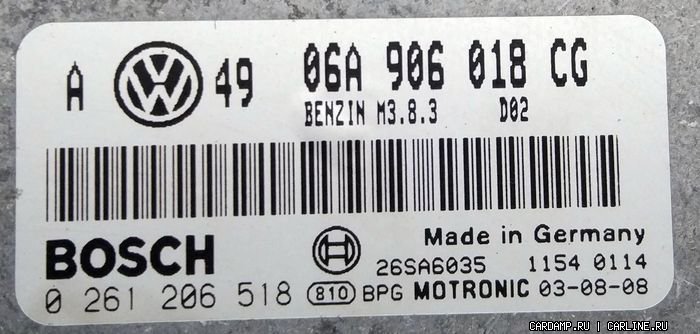 A VW 49 06A 906 018 CG
BENZIN M3.8.3 D02
BOSCH Made in Germany
26SA6035 1154 0114
0 261 206 518 810 BPG MOTRONIC 03-08-08
CARDAMP.RU | CARLINE.RU